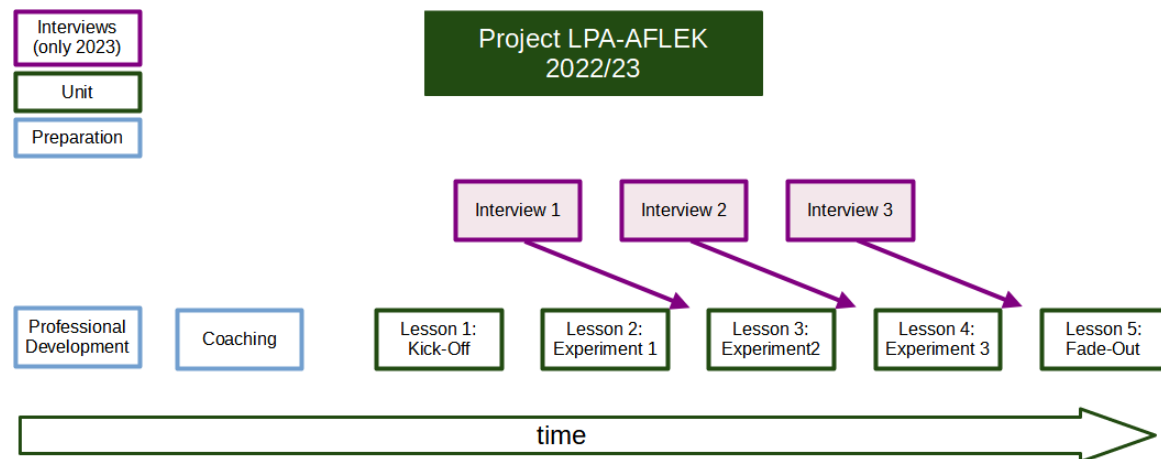 Interviews
(only 2023)
Unit
Preparation
Project LPA-AFLEK
2022/23
Interview 1
Interview 2
Interview 3
Professional
Development
Coaching
Lesson 1:
Kick-Off
Lesson 2:
Experiment 1
Lesson 3:
Experiment2
Lesson 4:
Experiment 3
Lesson 5:
Fade-Out
time